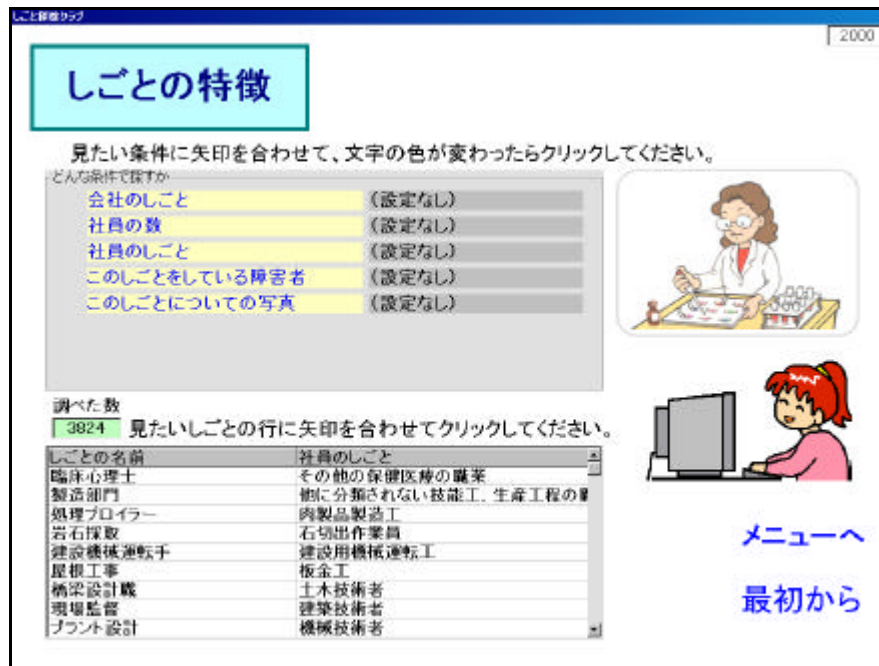 しごと探検クラブ
2000
しごとの特徴
見たい条件に矢印を合わせて、文字の色が変わったらクリックしてください。
どんな条件で探すか
会社のしごと (設定なし)
社員の数 (設定なし)
社員のしごと (設定なし)
このしごとをしている障害者 (設定なし)
このしごとについての写真 (設定なし)
調べた数
3824 見たいしごとの行に矢印を合わせてクリックしてください。
しごとの名前 社員のしごと
臨床心理士 その他の保健医療の職業
製造部門 他に分類されない技能工、生産工程の
処理ブロイラー 肉製品製造工
岩石採取 石切出作業員
建設機械運転手 建設用機械運転工
屋根工事 板金工
橋梁設計職 土木技術者
現場監督 建築技術者
プラント設計 機械技術者
メニューへ
最初から